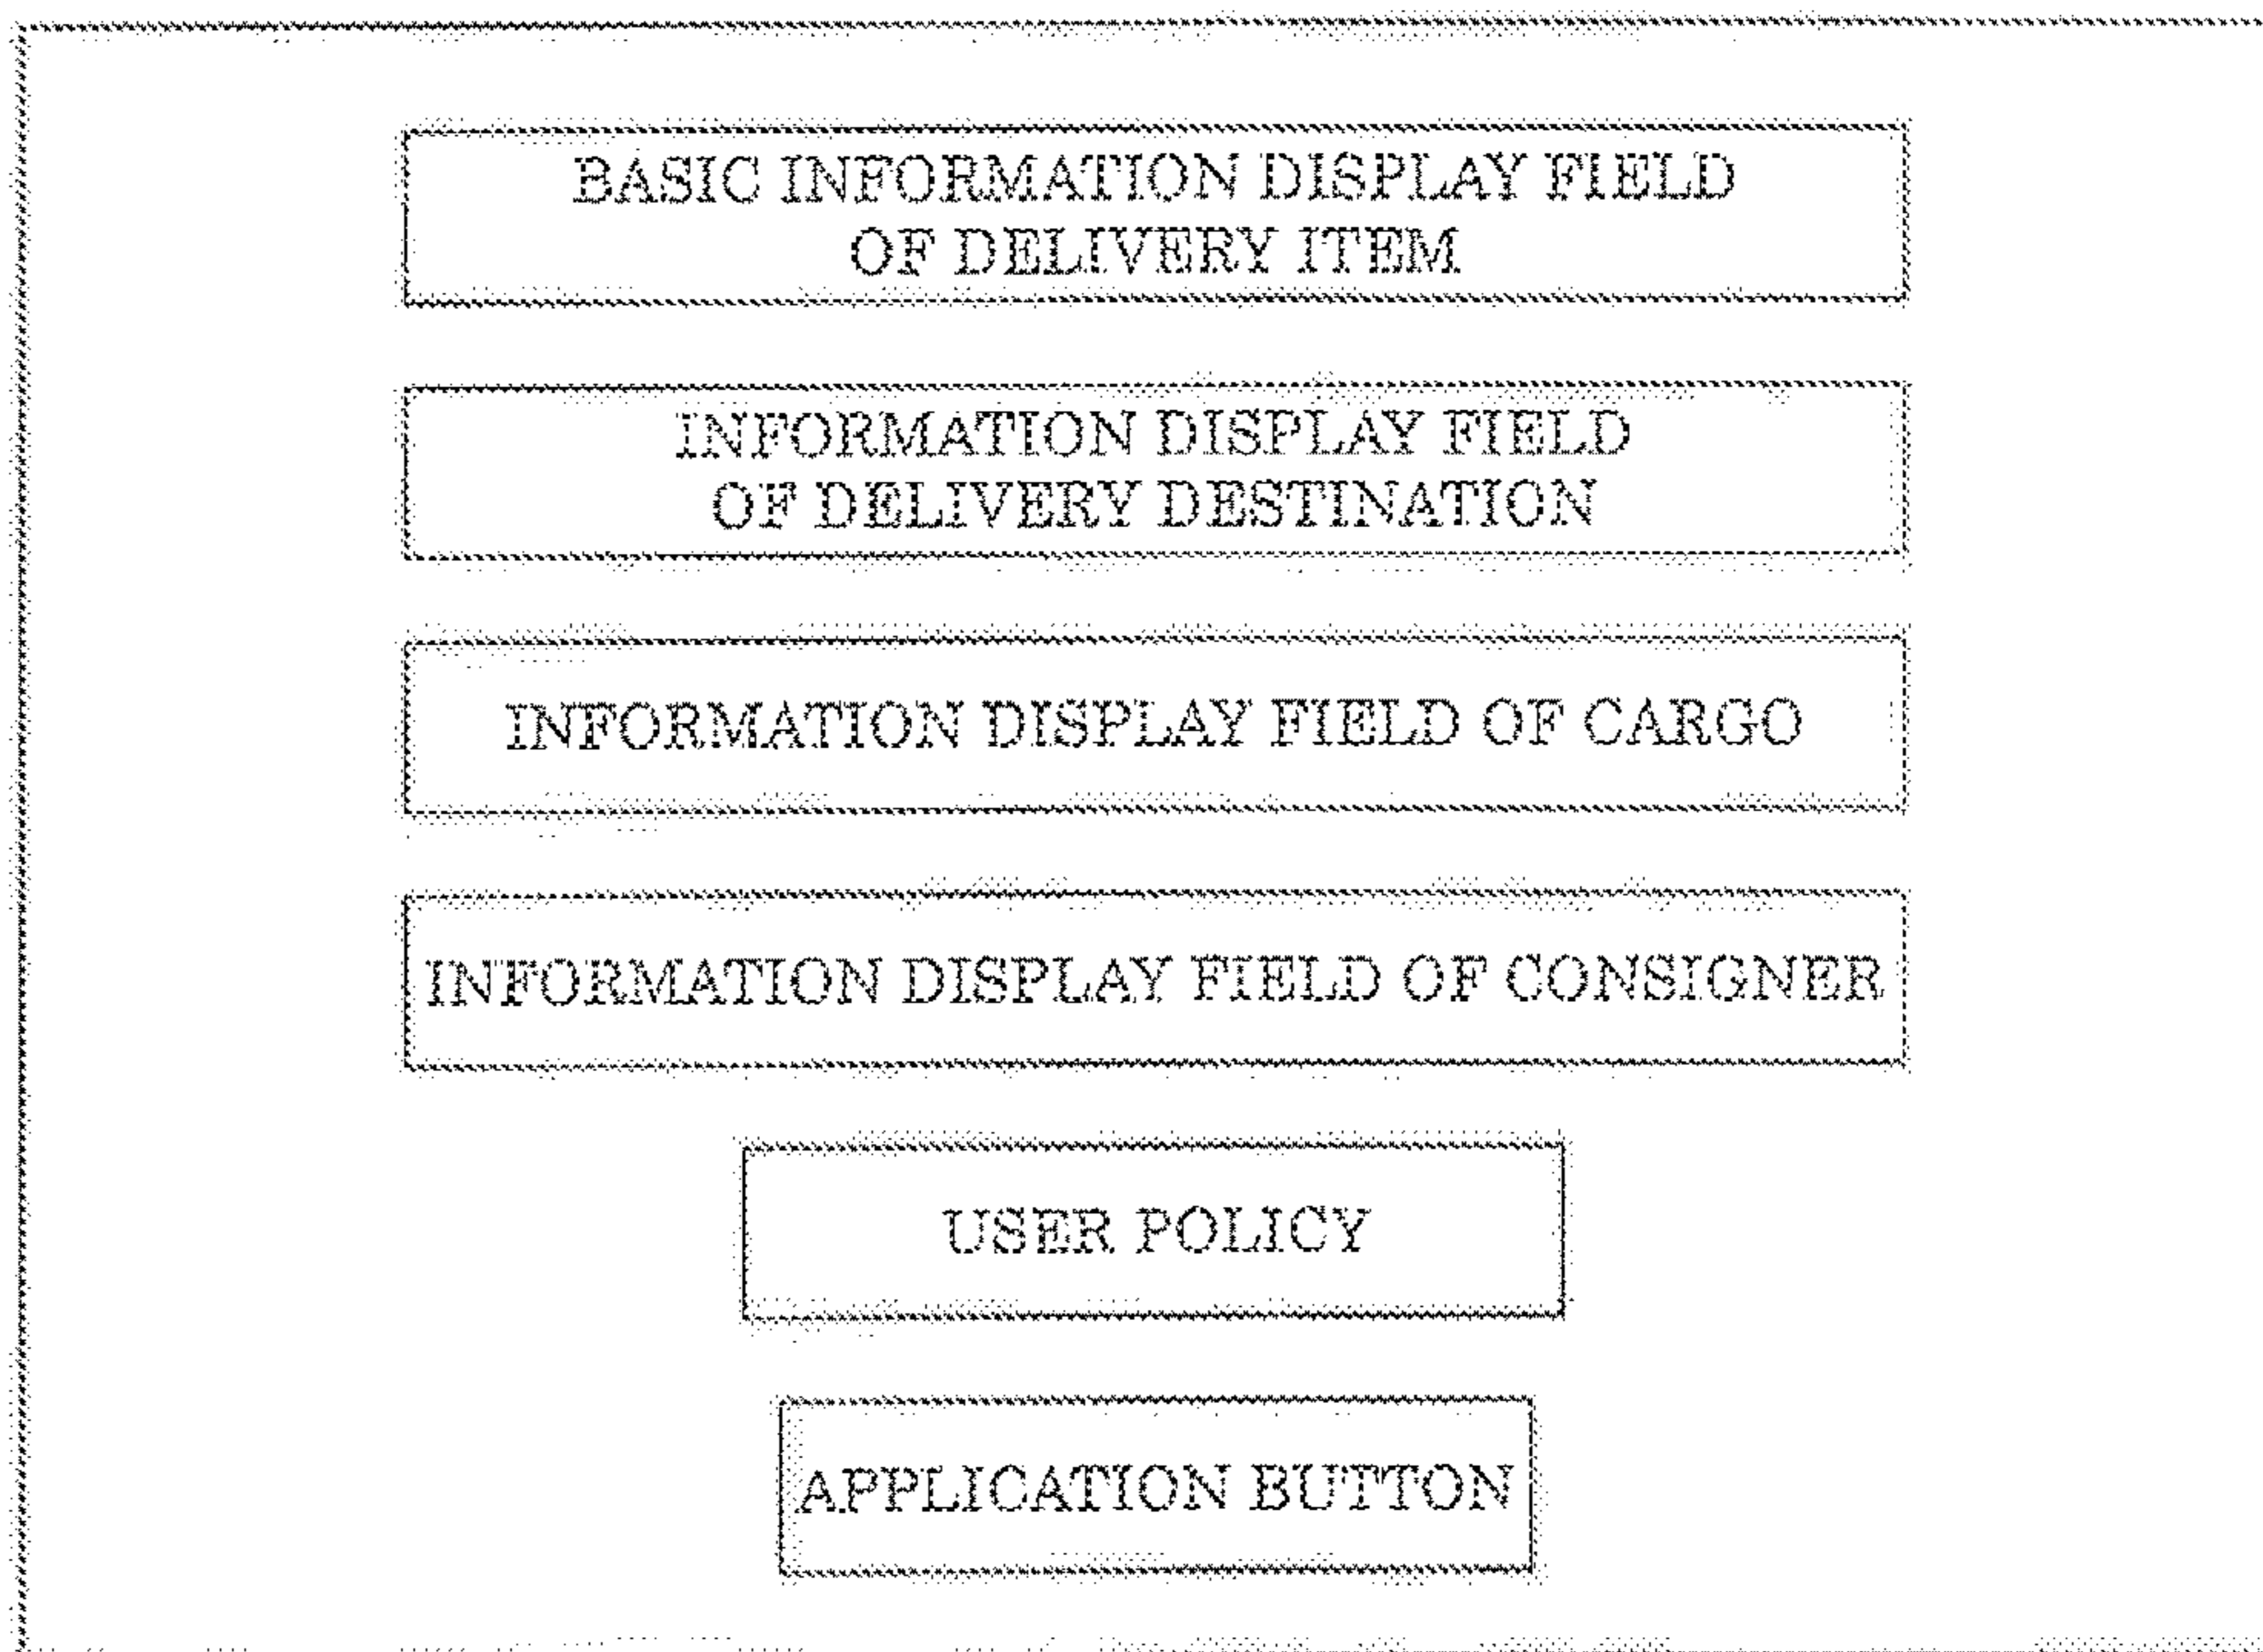 BASIC INFORMATION DISPLAY FIELD
OF DELIVERY ITEM
INFORMATION DISPLAY FIELD
OF DELIVERY DESTINATION
INFORMATION DISPLAY FIELD OF CARGO
INFORMATION DISPLAY FIELD OF CONSIGNER
USER POLICY
APPLICATION BUTTON